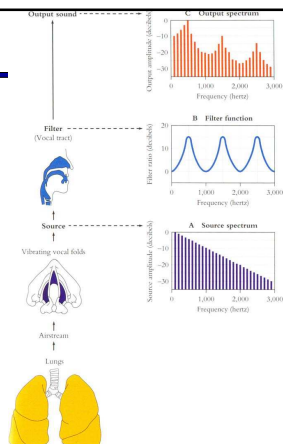 Output sound
C Output spectrum
Output amplitude (decibels)
0
−10
−20
−30
0 1,000 2,000 3,000
Frequency (hertz)
Filter
(Vocal tract)
B Filter function
Filter ratio (decibels)
20
10
0
0 1,000 2,000 3,000
Frequency (hertz)
Source
A Source spectrum
Source amplitude (decibels)
0
−10
−20
−30
0 1,000 2,000 3,000
Frequency (hertz)
Vibrating vocal folds
Airstream
Lungs